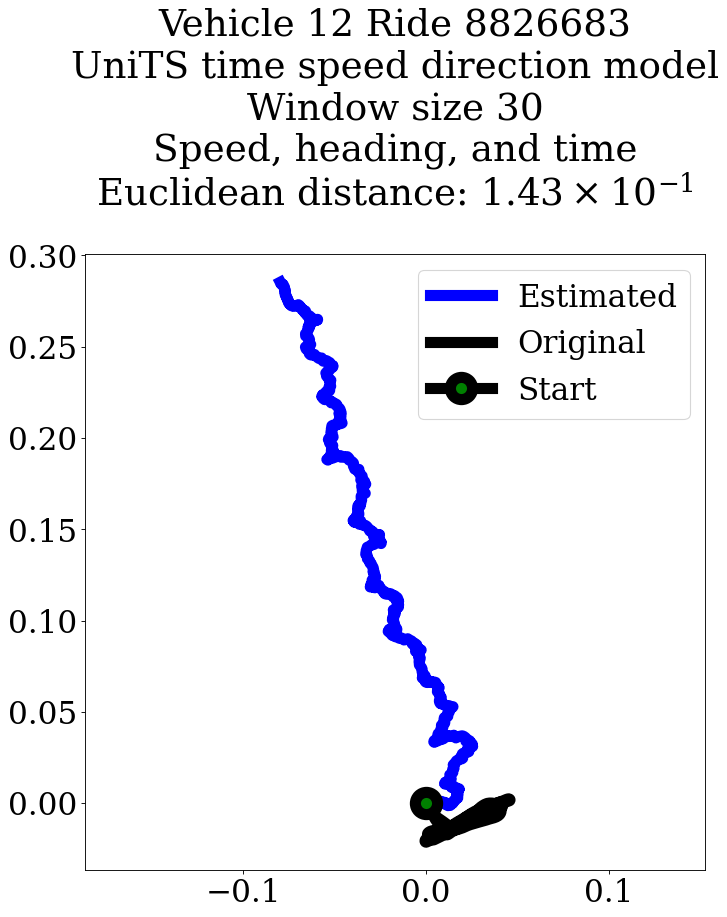 Vehicle 12 Ride 8826683
UniTS time speed direction model
Window size 30
Speed, heading, and time
Euclidean distance: 1.43 × 10⁻¹
0.30
0.25
0.20
0.15
0.10
0.05
0.00
Estimated
Original
Start
−0.1
0.0
0.1